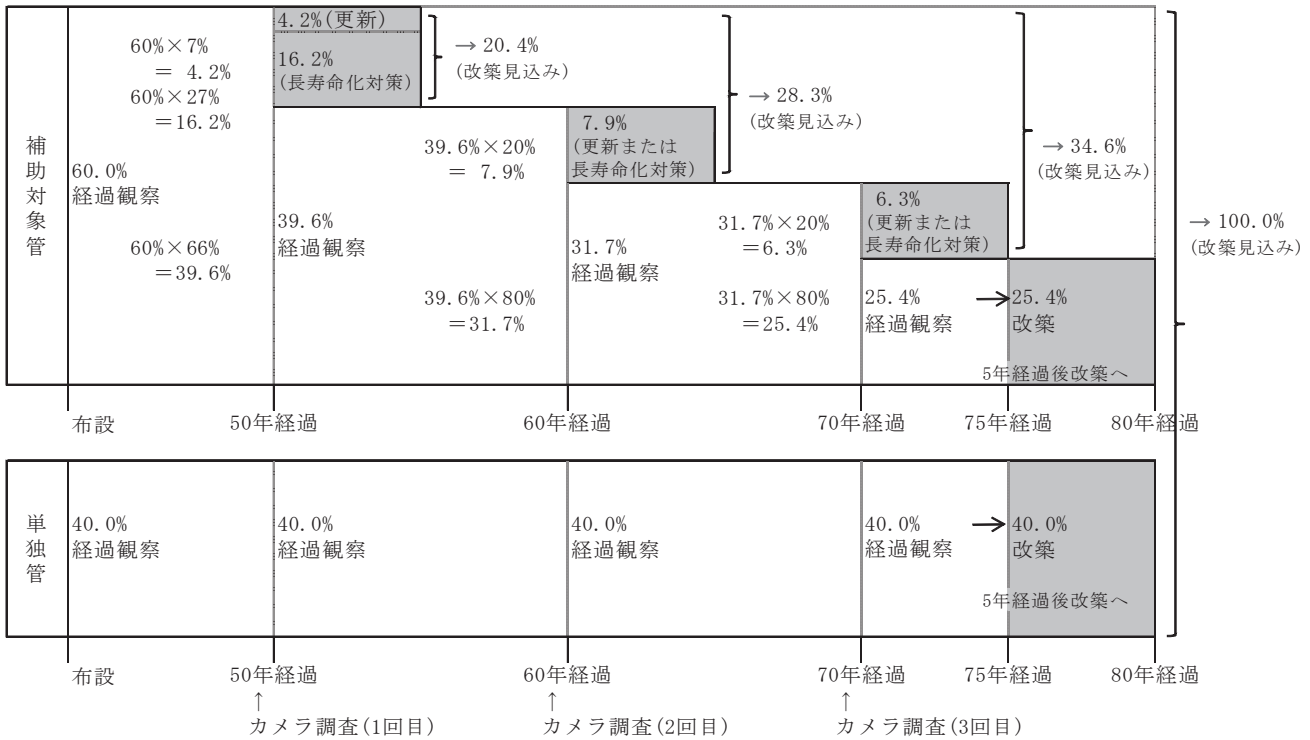 補助対象管
60%×7%
= 4.2%
60%×27%
=16.2%
60.0%
経過観察
60%×66%
=39.6%
4.2%(更新)
16.2%
(長寿命化対策)
→ 20.4%
(改築見込み)
39.6%
経過観察
39.6%×20%
= 7.9%
39.6%×80%
=31.7%
7.9%
(更新または
長寿命化対策)
→ 28.3%
(改築見込み)
31.7%
経過観察
31.7%×20%
=6.3%
31.7%×80%
=25.4%
6.3%
(更新または
長寿命化対策)
→ 34.6%
(改築見込み)
25.4%
経過観察
→
25.4%
改築
5年経過後改築へ
→ 100.0%
(改築見込み)
布設
50年経過
60年経過
70年経過
75年経過
80年経過
単独管
40.0%
経過観察
40.0%
経過観察
40.0%
経過観察
40.0%
経過観察
→
40.0%
改築
5年経過後改築へ
布設
50年経過
60年経過
70年経過
75年経過
80年経過
↑
カメラ調査(1回目)
↑
カメラ調査(2回目)
↑
カメラ調査(3回目)